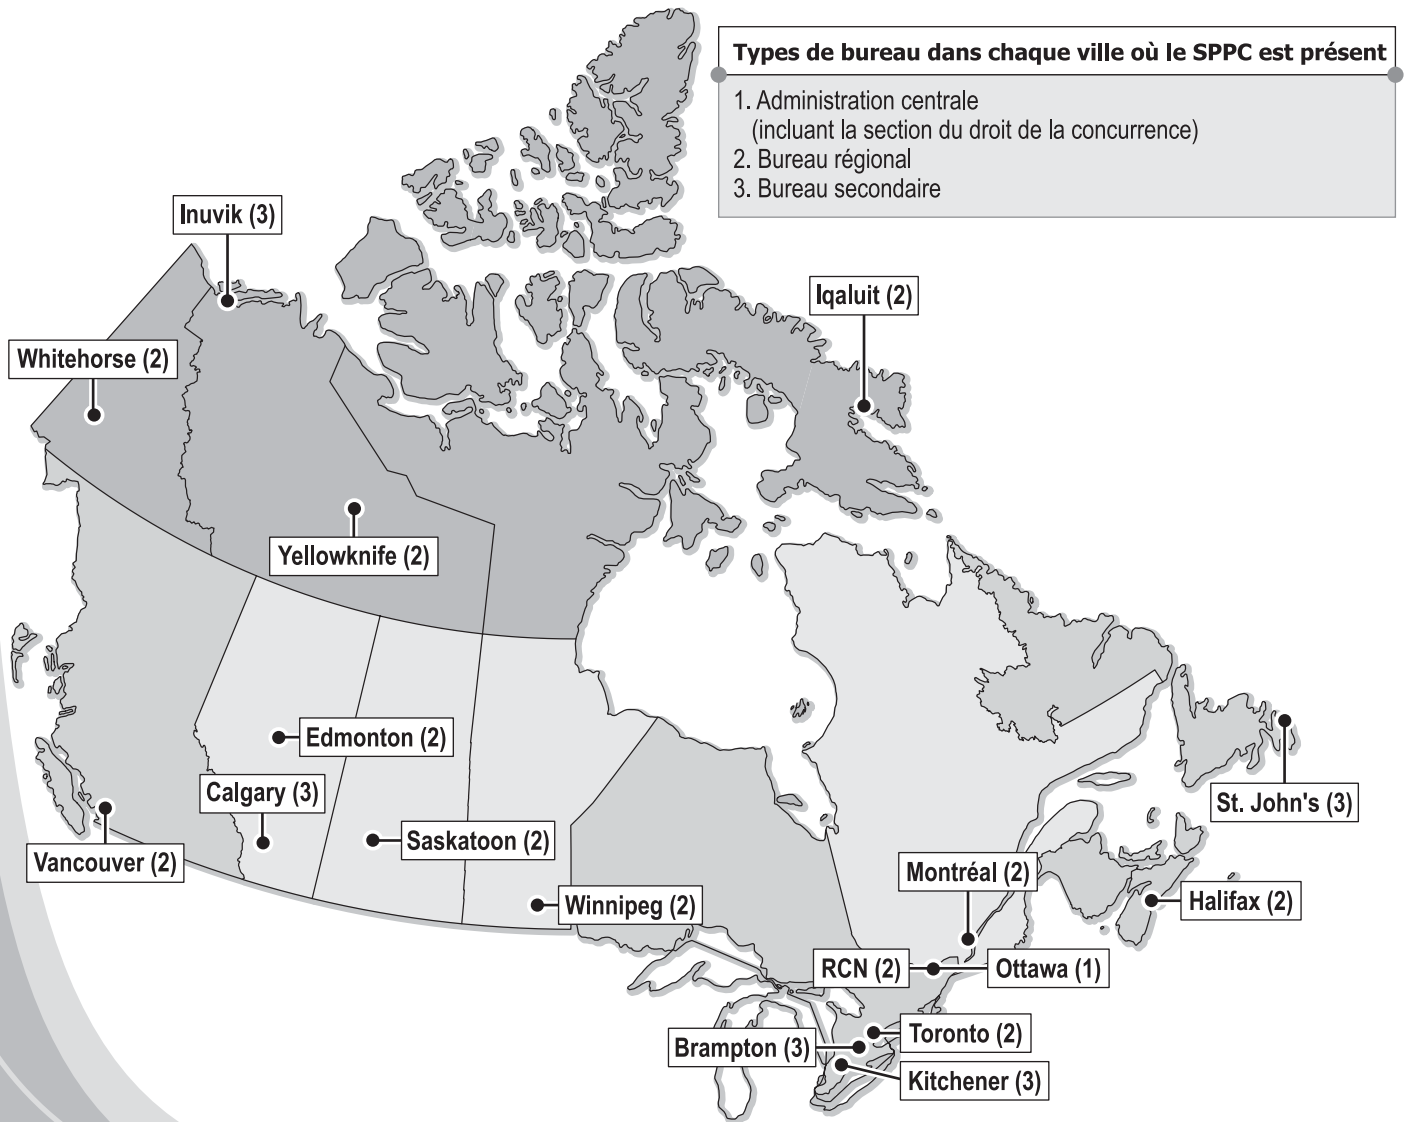 Types de bureau dans chaque ville où le SPPC est présent
1. Administration centrale
(incluant la section du droit de la concurrence)
2. Bureau régional
3. Bureau secondaire
Inuvik (3)
Iqaluit (2)
Whitehorse (2)
Yellowknife (2)
Edmonton (2)
Calgary (3)
St. John's (3)
Saskatoon (2)
Vancouver (2)
Montréal (2)
Halifax (2)
Winnipeg (2)
RCN (2)
Ottawa (1)
Toronto (2)
Brampton (3)
Kitchener (3)